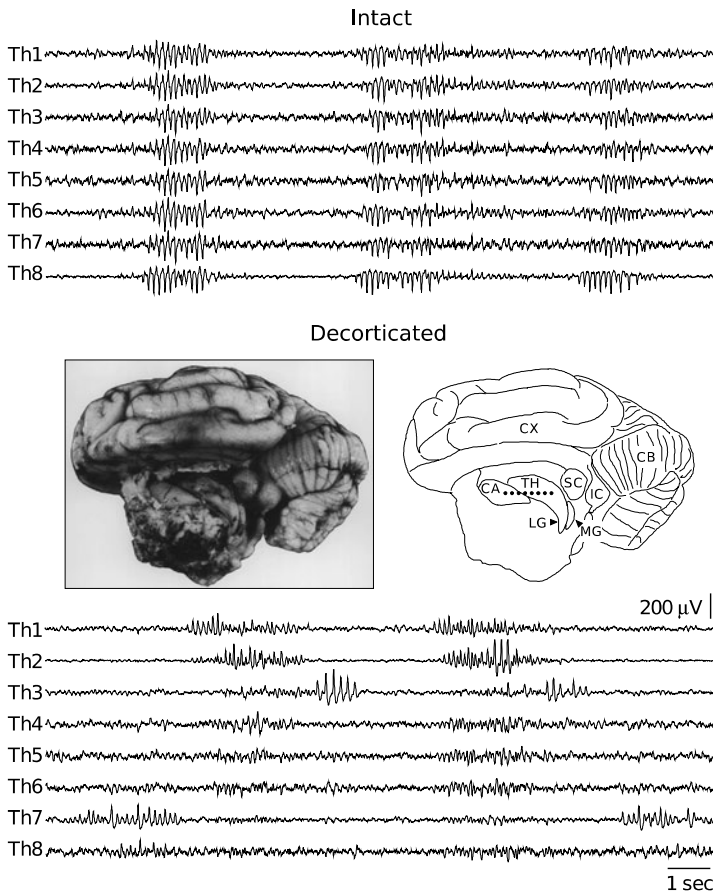 Intact
Th1
Th2
Th3
Th4
Th5
Th6
Th7
Th8
Decorticated
CX
CB
TH
SC
CA
IC
LG
MG
200 µV
Th1
Th2
Th3
Th4
Th5
Th6
Th7
Th8
1 sec